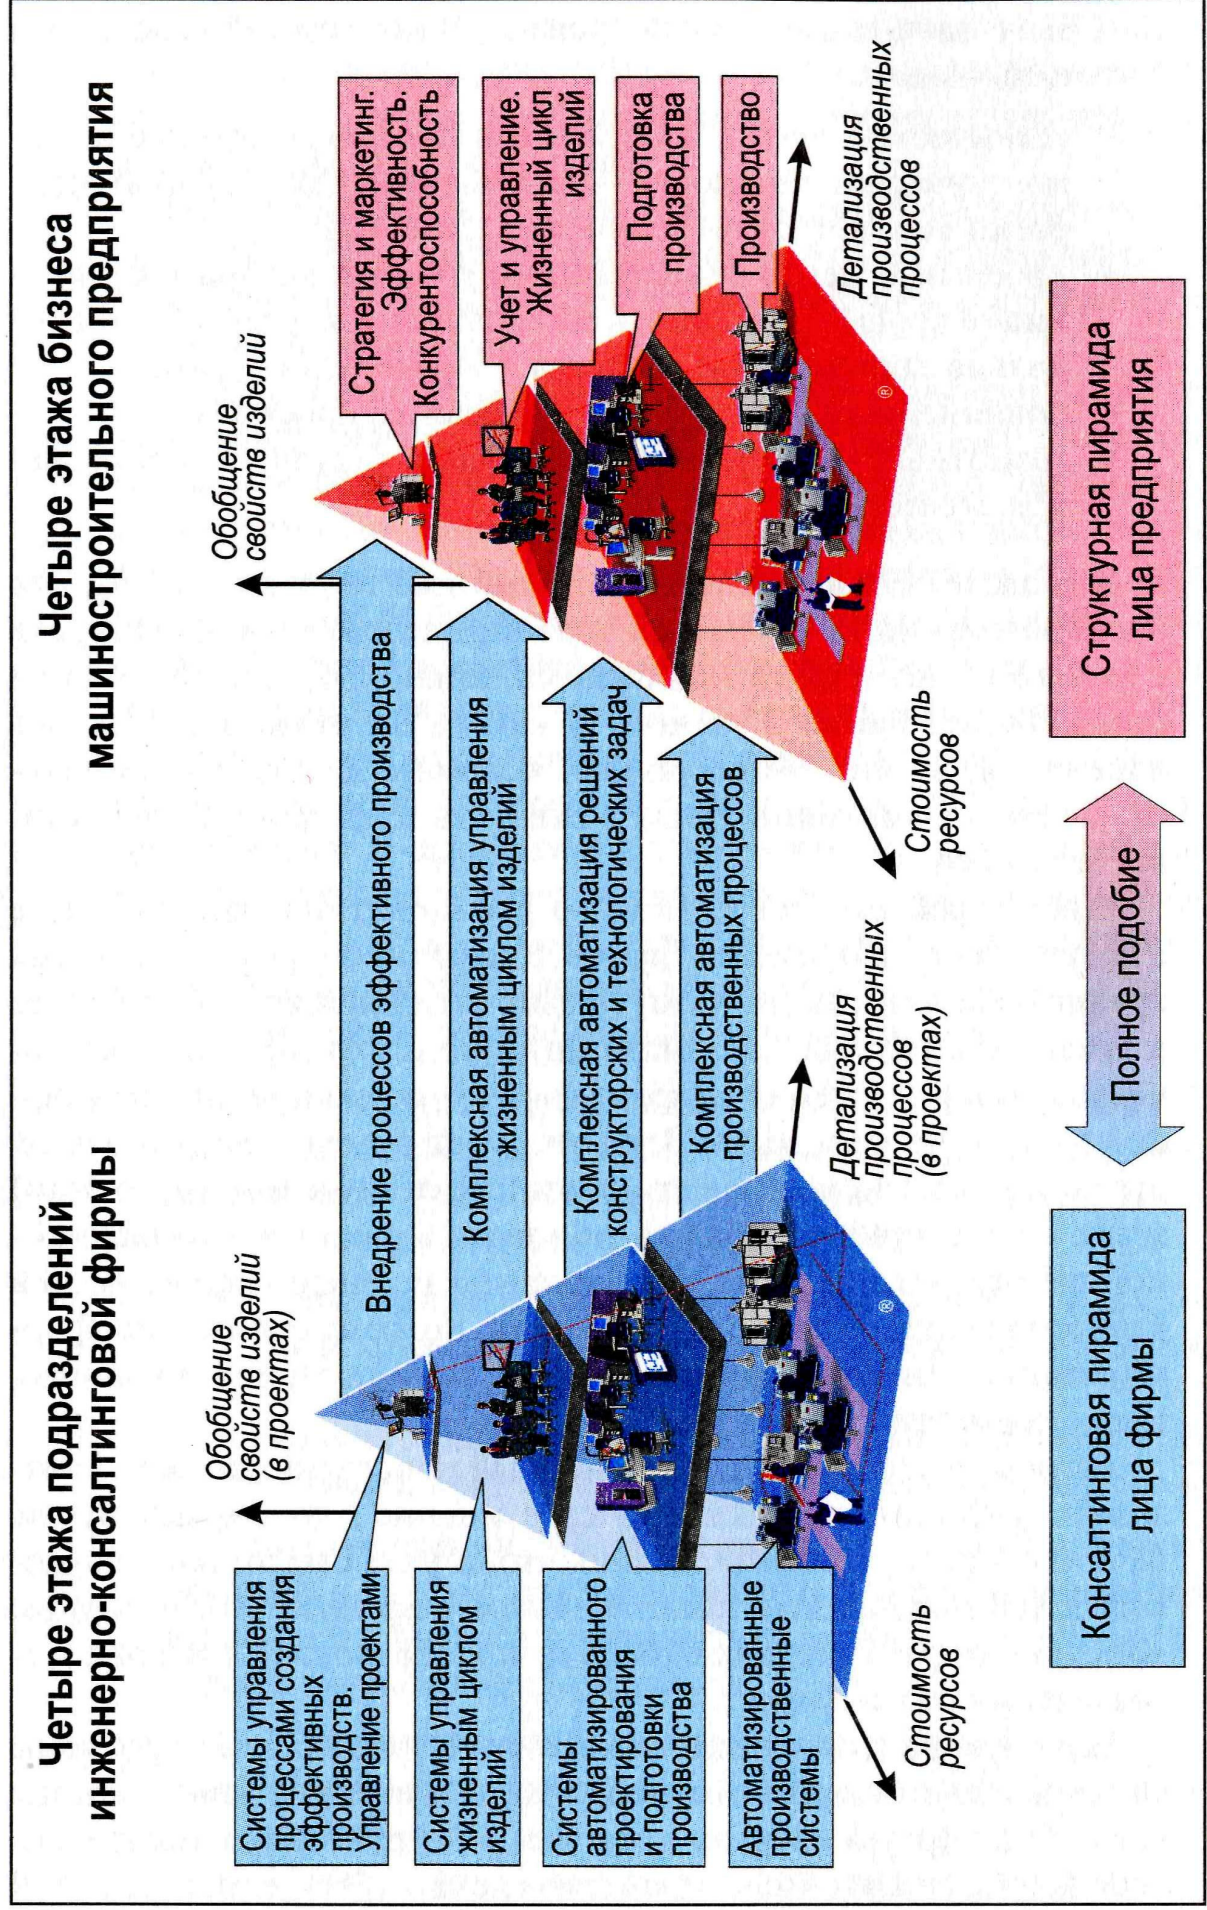 Четыре этажа подразделений
инженерно-консалтинговой фирмы
Четыре этажа бизнеса
машиностроительного предприятия
Обобщение
свойств изделий
(в проектах)
Обобщение
свойств изделий
Системы управления
процессами создания
эффективных
производств.
Управление проектами
Системы управления
жизненным циклом
изделий
Системы
автоматизированного
проектирования
и подготовки
производства
Автоматизированные
производственные
системы
Внедрение процессов эффективного производства
Комплексная автоматизация управления
жизненным циклом изделий
Комплексная автоматизация решений
конструкторских и технологических задач
Комплексная автоматизация
производственных процессов
Стратегия и маркетинг.
Эффективность.
Конкурентоспособность
Учет и управление.
Жизненный цикл
изделий
Подготовка
производства
Производство
®
®
Стоимость
ресурсов
Детализация
производственных
процессов
(в проектах)
Стоимость
ресурсов
Детализация
производственных
процессов
Консалтинговая пирамида
лица фирмы
Полное подобие
Структурная пирамида
лица предприятия